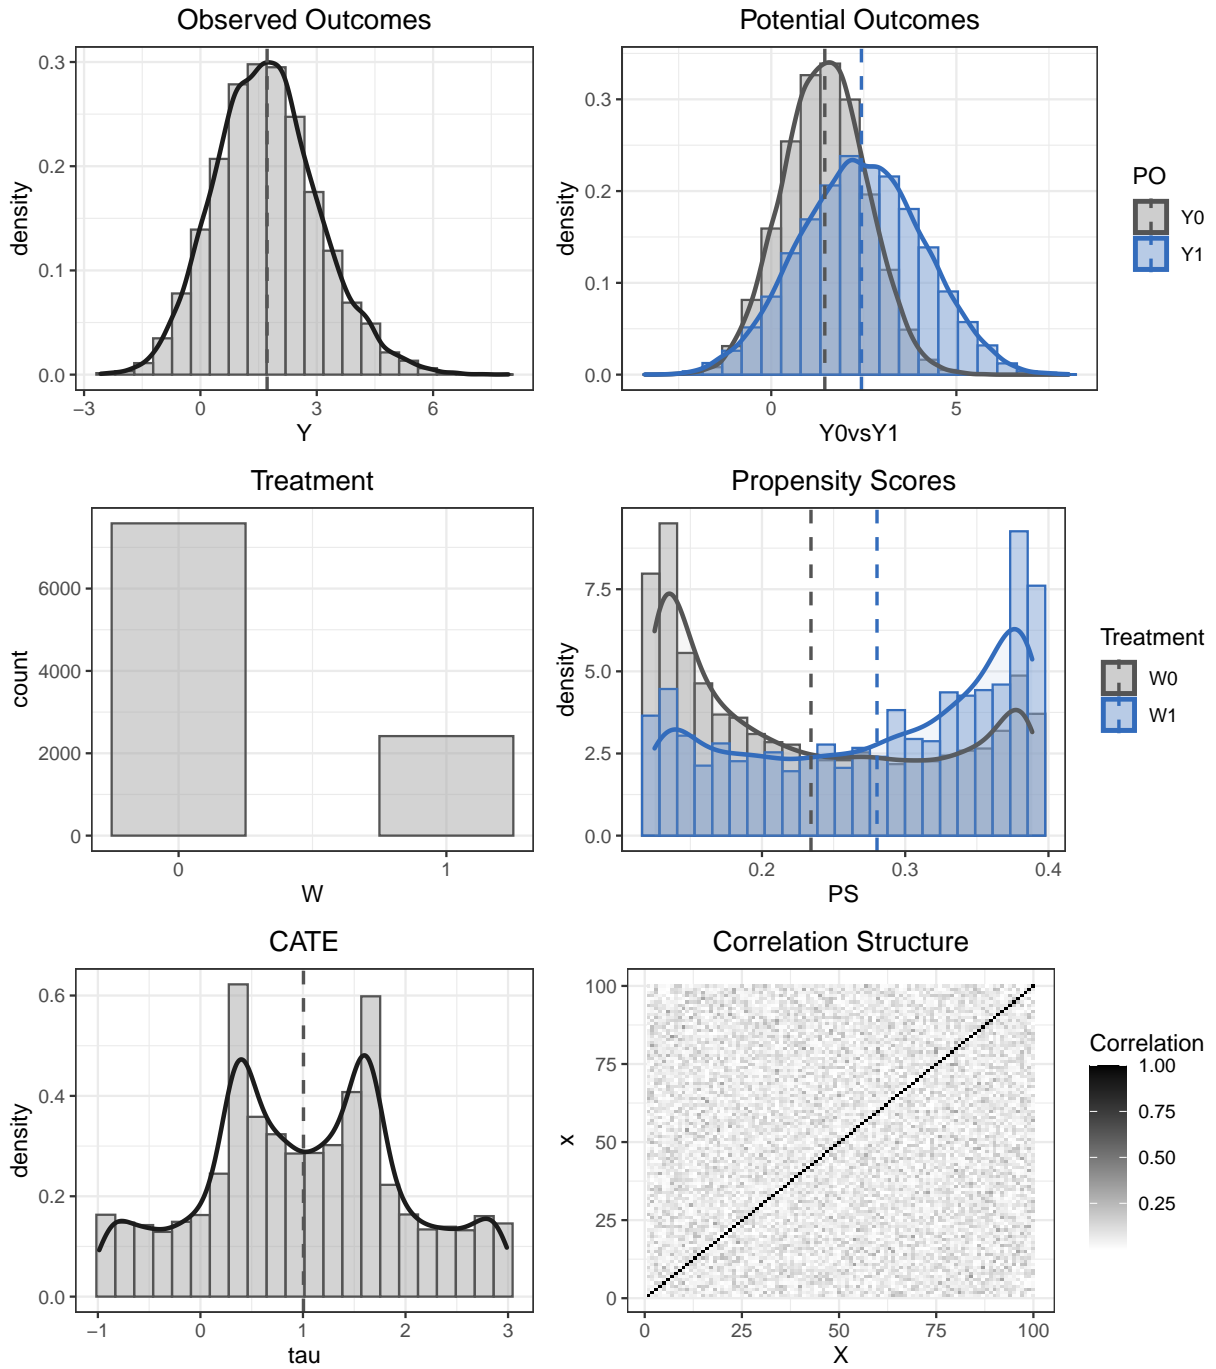 Observed Outcomes
0.3
0.2
0.1
0.0
density
−3
0
3
6
Y
Potential Outcomes
0.3
0.2
0.1
0.0
density
0
5
Y0vsY1
PO
Y0
Y1
Treatment
6000
4000
2000
0
count
0
1
W
Propensity Scores
7.5
5.0
2.5
0.0
density
0.2
0.3
0.4
PS
Treatment
W0
W1
CATE
0.6
0.4
0.2
0.0
density
−1
0
1
2
3
tau
Correlation Structure
100
75
50
25
0
x
0
25
50
75
100
X
Correlation
1.00
0.75
0.50
0.25